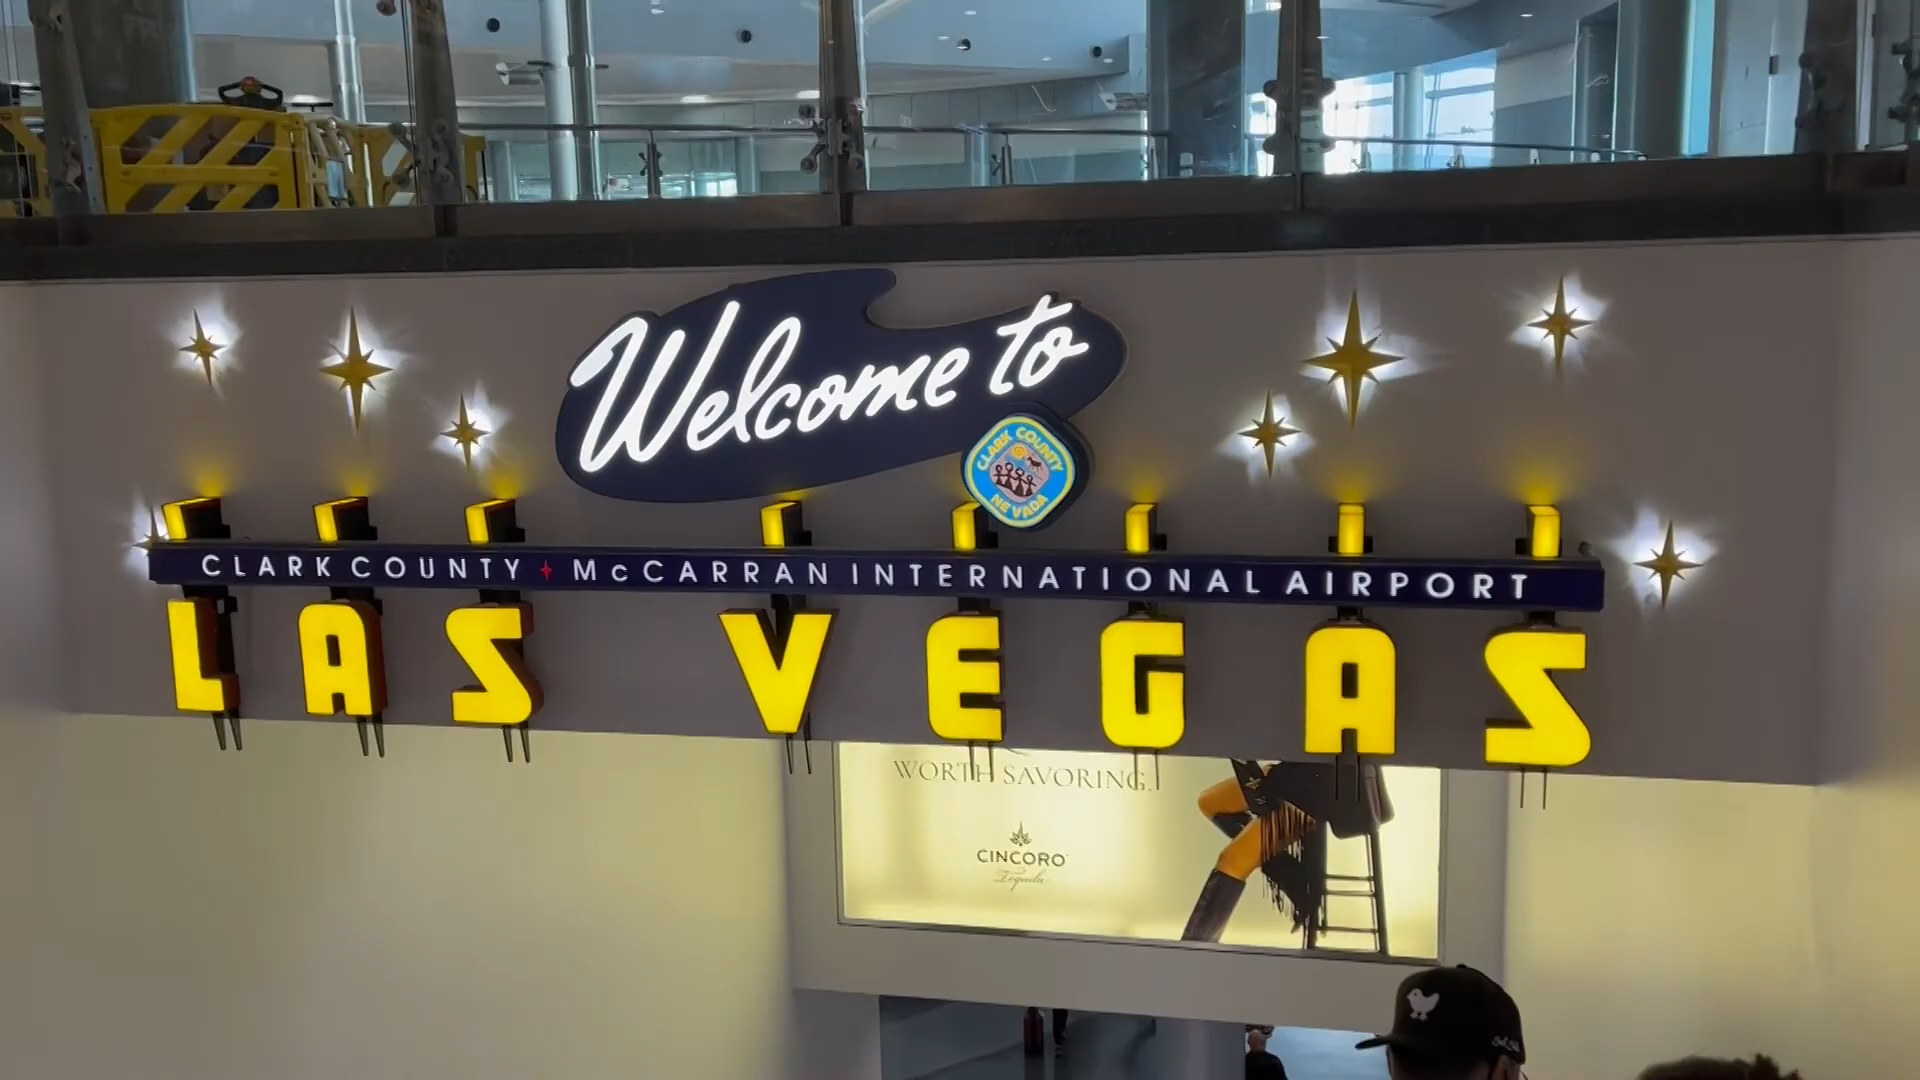 Welcome to
CLARK COUNTY
NEVADA
CLARK COUNTY McCARRAN INTERNATIONAL AIRPORT
LAS VEGAS
WORTH SAVORING.
CINCORO
Tequila